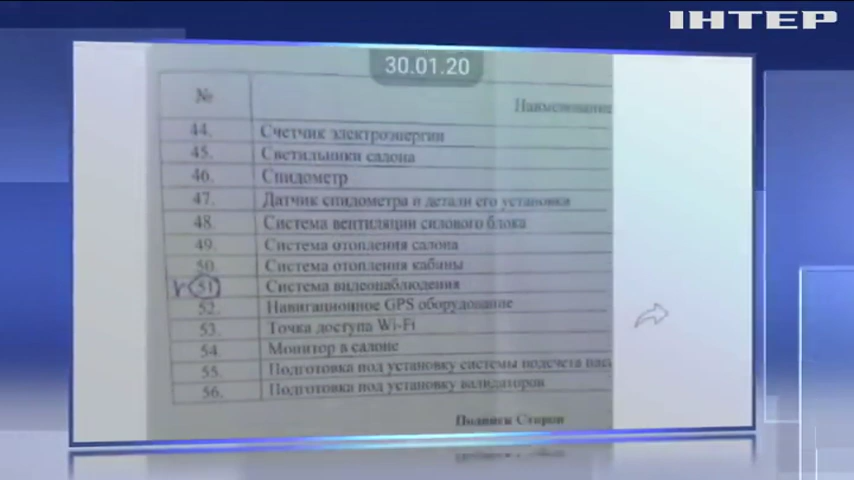 ІНТЕР
30.01.20
№ Наименование
44. Счетчик электроэнергии
45. Светильники салона
46. Спидометр
47. Датчик спидометра и детали его установки
48. Система вентиляции силового блока
49. Система отопления салона
50. Система отопления кабины
V 51 Система видеонаблюдения
52. Навигационное GPS оборудование
53. Точка доступа Wi-Fi
54. Монитор в салоне
55. Подготовка под установку системы подсчета
56. Подготовка под установку валидаторов
Подписи Сторон